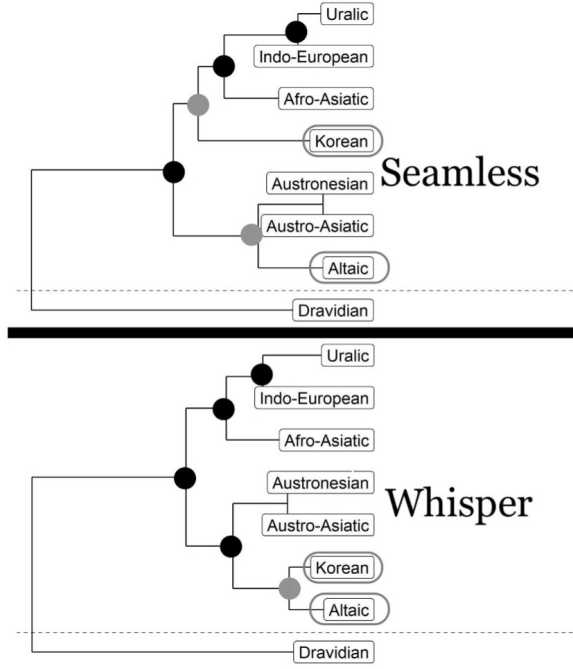 Uralic
Indo-European
Afro-Asiatic
Korean
Seamless
Austronesian
Austro-Asiatic
Altaic
Dravidian
Uralic
Indo-European
Afro-Asiatic
Austronesian
Whisper
Austro-Asiatic
Korean
Altaic
Dravidian